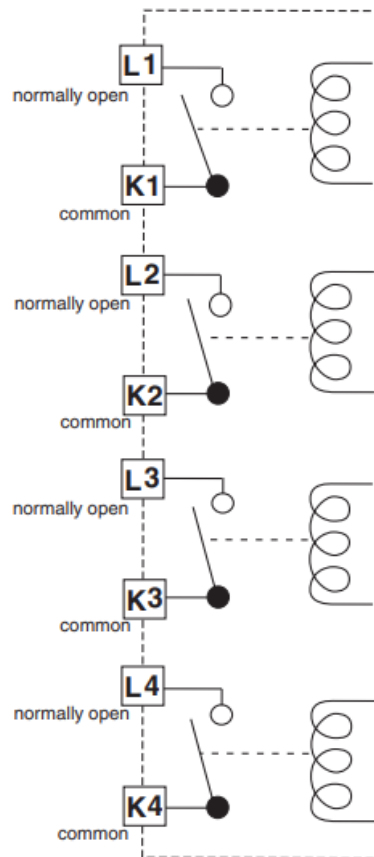 L1
normally open
K1
common
L2
normally open
K2
common
L3
normally open
K3
common
L4
normally open
K4
common